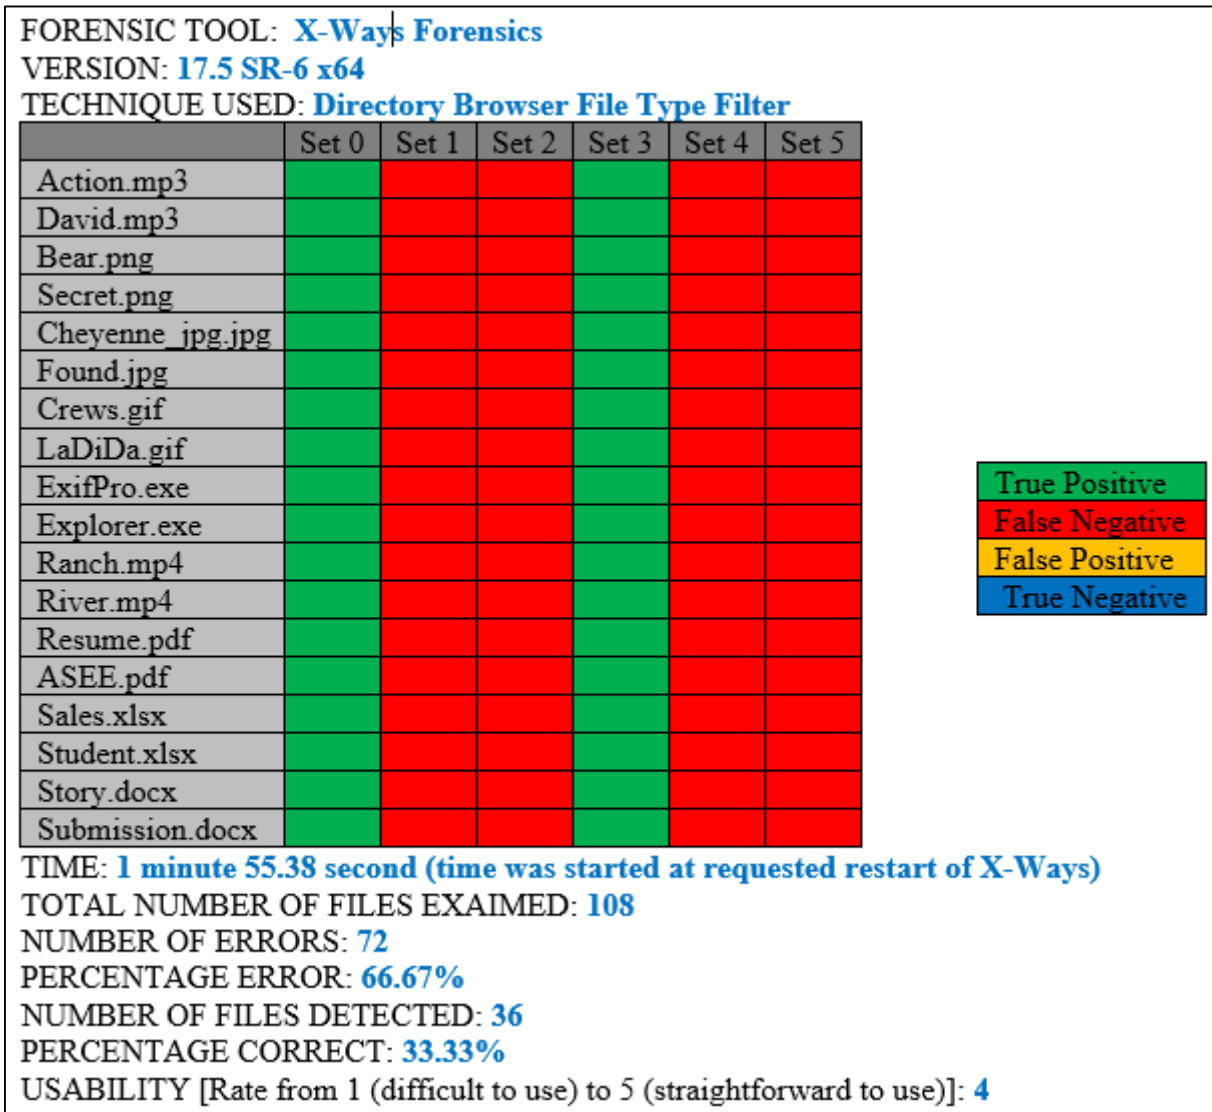 FORENSIC TOOL: X-Ways Forensics
VERSION: 17.5 SR-6 x64
TECHNIQUE USED: Directory Browser File Type Filter
Set 0 Set 1 Set 2 Set 3 Set 4 Set 5
Action.mp3
David.mp3
Bear.png
Secret.png
Cheyenne_jpg.jpg
Found.jpg
Crews.gif
LaDiDa.gif
ExifPro.exe
Explorer.exe
Ranch.mp4
River.mp4
Resume.pdf
ASEE.pdf
Sales.xlsx
Student.xlsx
Story.docx
Submission.docx
True Positive
False Negative
False Positive
True Negative
TIME: 1 minute 55.38 second (time was started at requested restart of X-Ways)
TOTAL NUMBER OF FILES EXAIMED: 108
NUMBER OF ERRORS: 72
PERCENTAGE ERROR: 66.67%
NUMBER OF FILES DETECTED: 36
PERCENTAGE CORRECT: 33.33%
USABILITY [Rate from 1 (difficult to use) to 5 (straightforward to use)]: 4